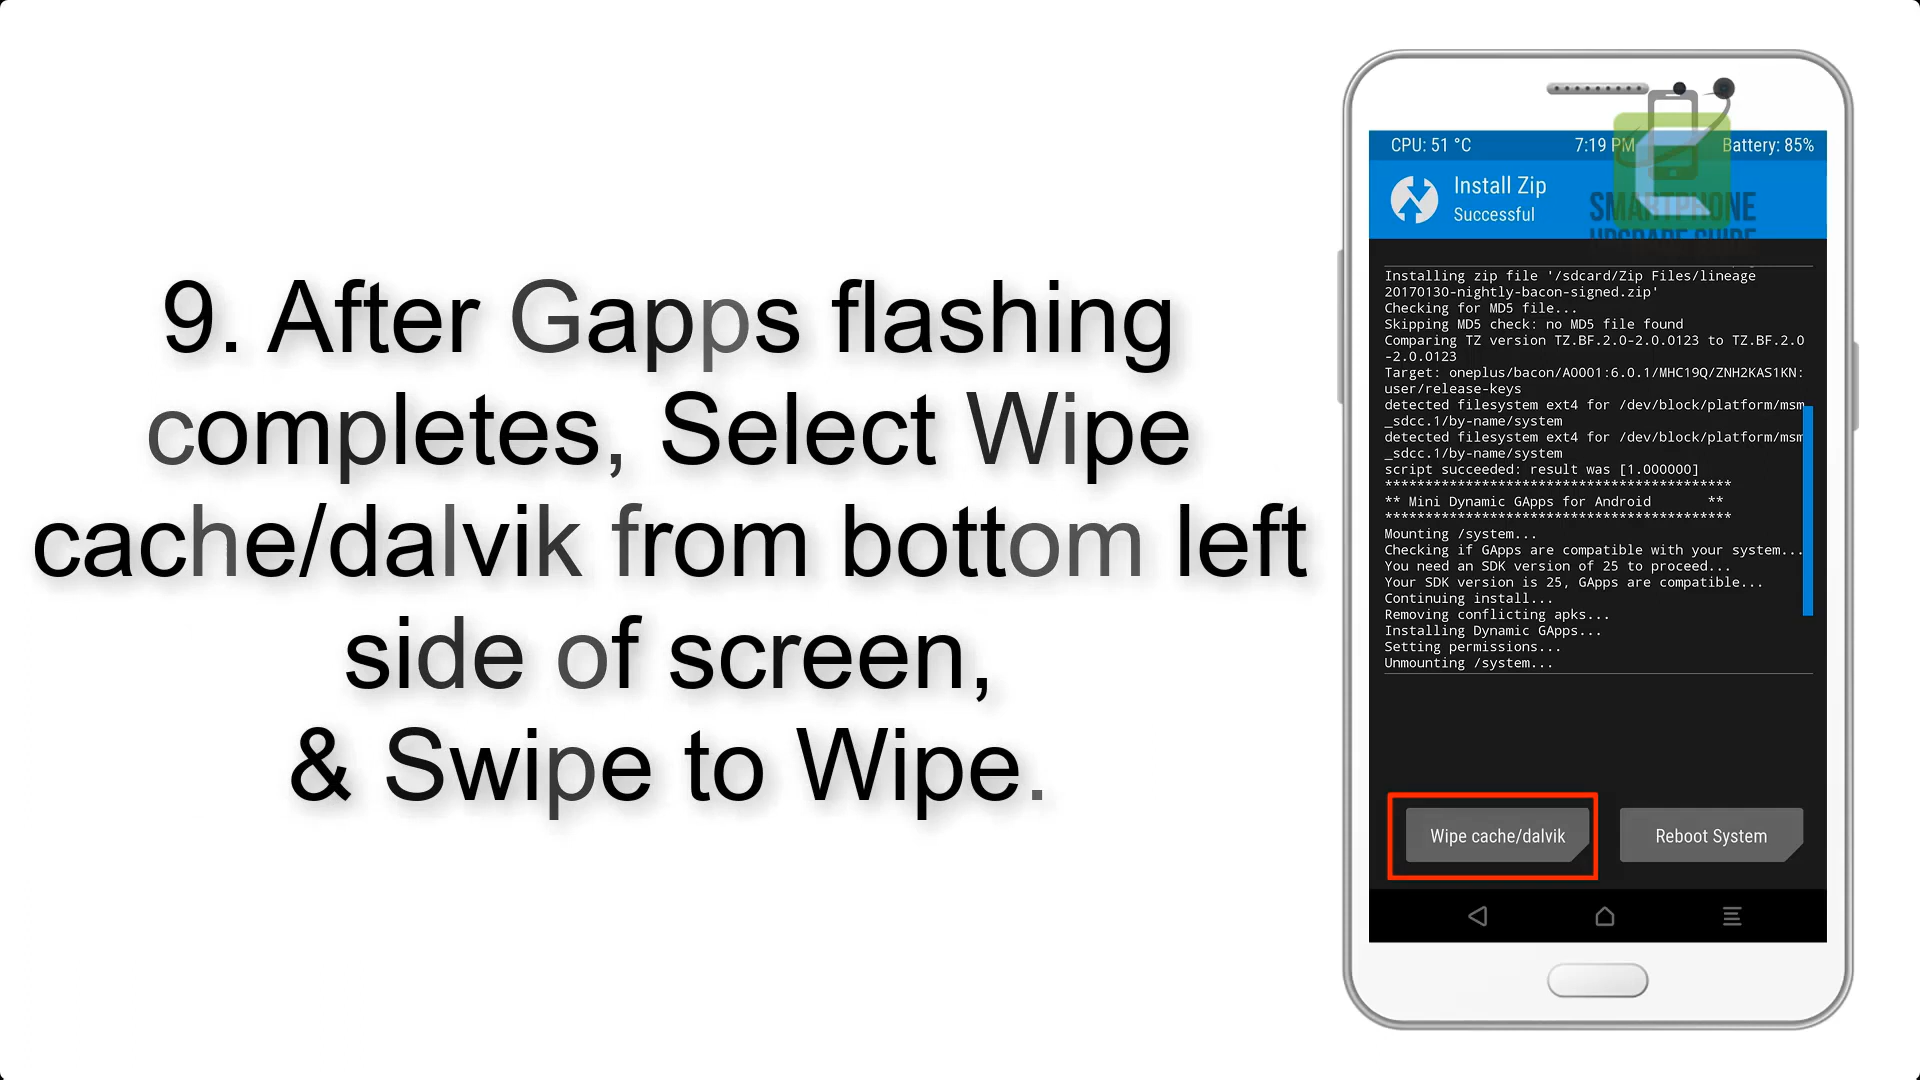 9. After Gapps flashing
completes, Select Wipe
cache/dalvik from bottom left
side of screen,
& Swipe to Wipe.
CPU: 51 °C 7:19 PM Battery: 85%
Install Zip
Successful
SMARTPHONE
UPGRADE GUIDE
Installing zip file '/sdcard/Zip Files/lineage
20170130-nightly-bacon-signed.zip'
Checking for MD5 file...
Skipping MD5 check: no MD5 file found
Comparing TZ version TZ.BF.2.0-2.0.0123 to TZ.BF.2.0
-2.0.0123
Target: oneplus/bacon/A0001:6.0.1/MHC19Q/ZNH2KAS1KN:
user/release-keys
detected filesystem ext4 for /dev/block/platform/msm
_sdcc.1/by-name/system
detected filesystem ext4 for /dev/block/platform/msm
_sdcc.1/by-name/system
script succeeded: result was [1.000000]
******************************************
** Mini Dynamic GApps for Android **
******************************************
Mounting /system...
Checking if GApps are compatible with your system...
You need an SDK version of 25 to proceed...
Your SDK version is 25, GApps are compatible...
Continuing install...
Removing conflicting apks...
Installing Dynamic GApps...
Setting permissions...
Unmounting /system...
Wipe cache/dalvik Reboot System